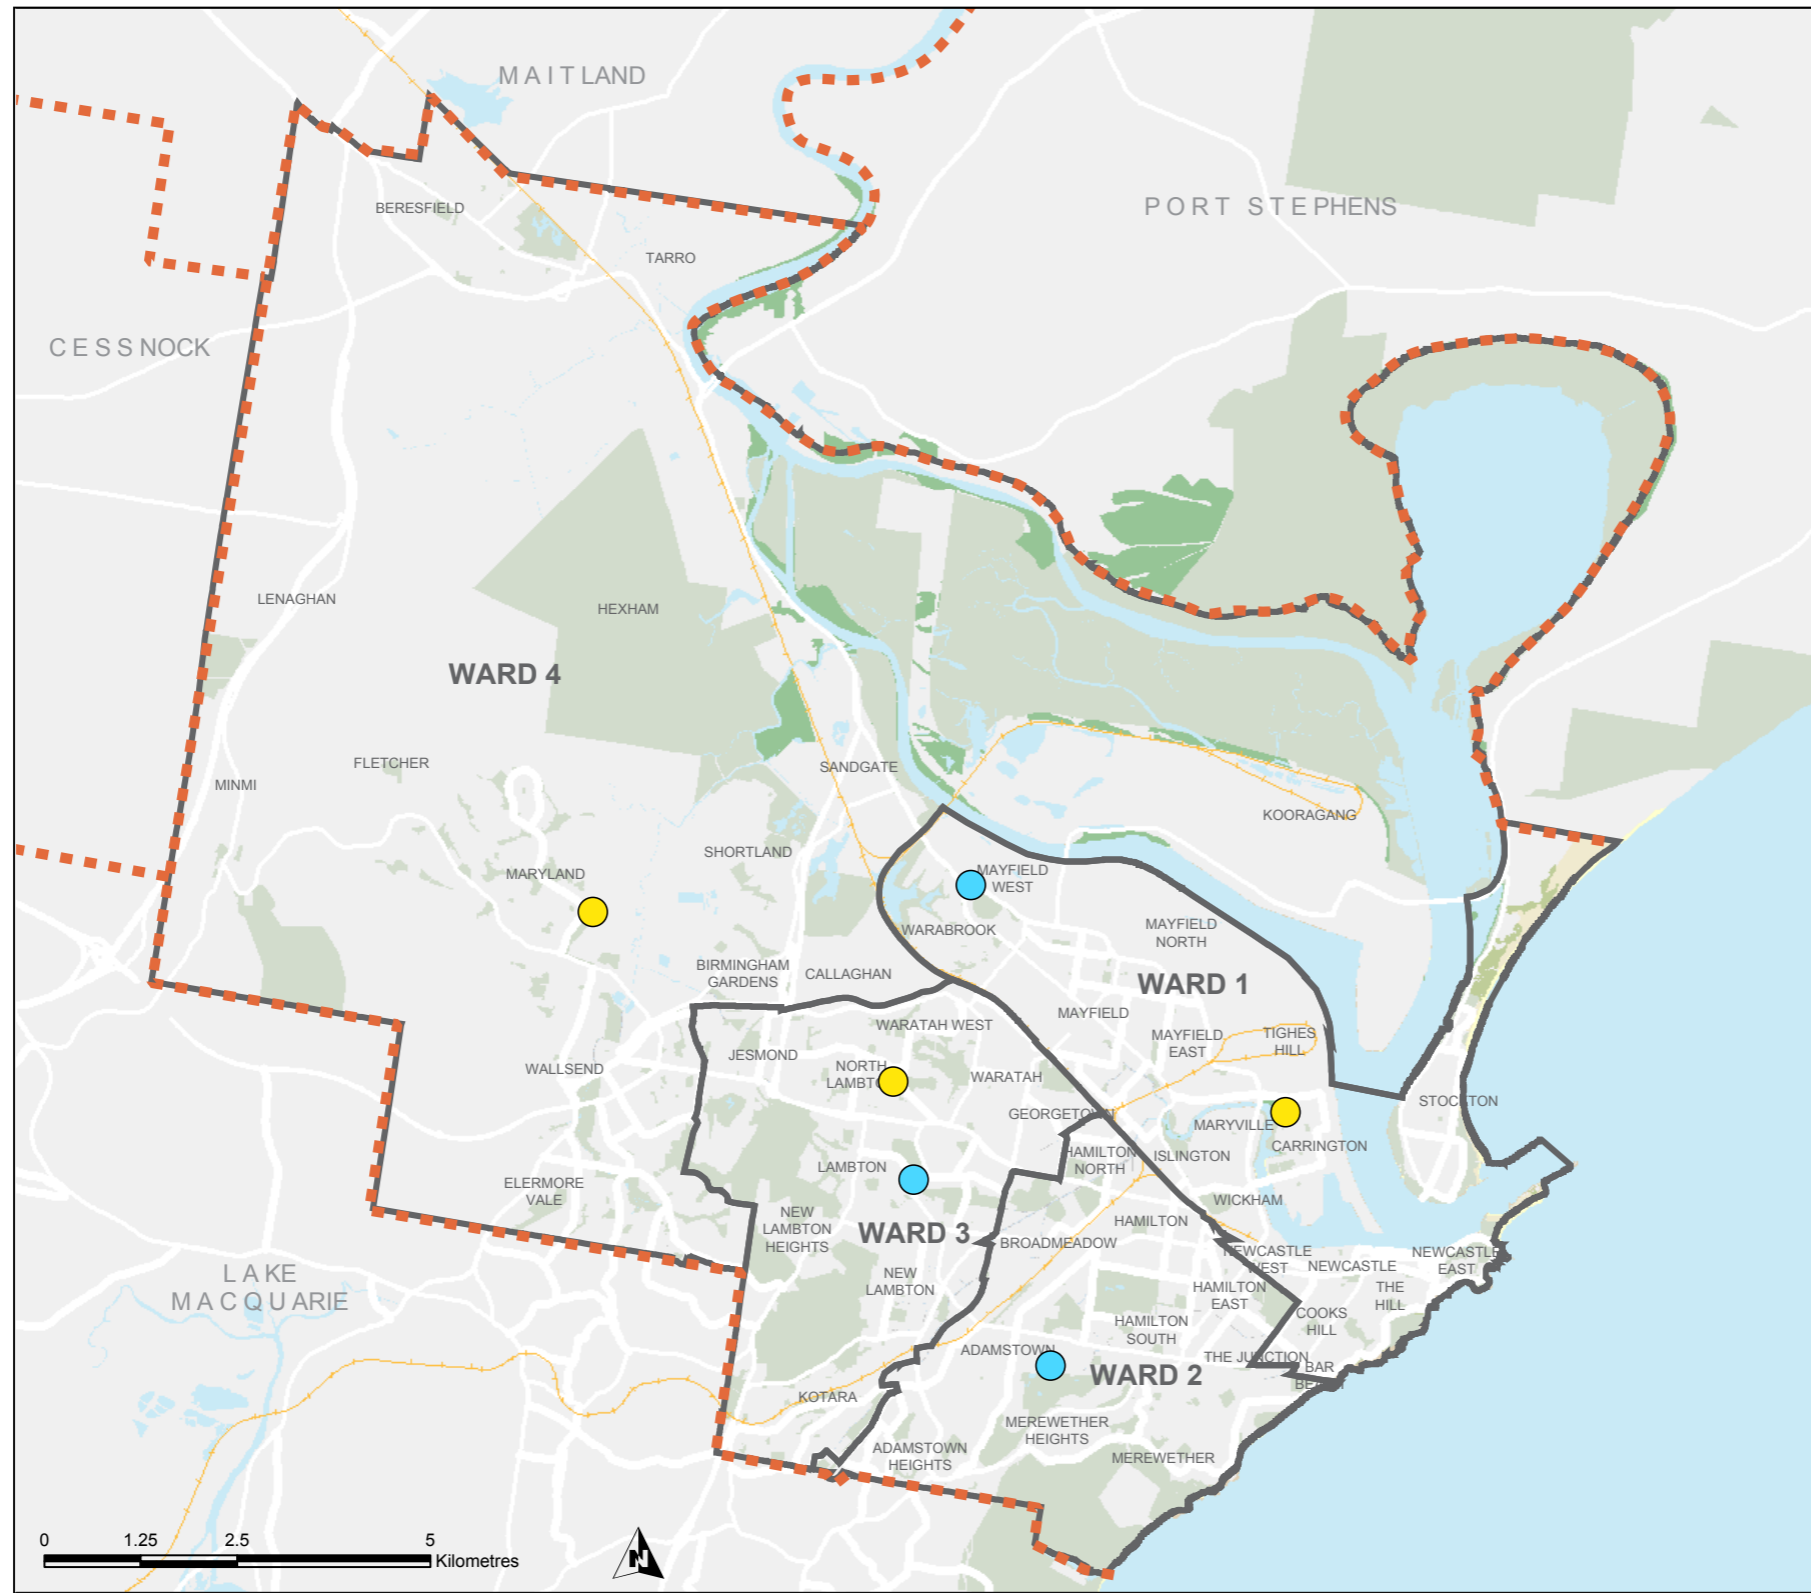 MAITLAND
PORT STEPHENS
BERESFIELD
TARRO
CESSNOCK
LENAGHAN
HEXHAM
WARD 4
FLETCHER
MINMI
SANDGATE
KOORAGANG
SHORTLAND
MARYLAND
MAYFIELD
WEST
WARABROOK
MAYFIELD
NORTH
BIRMINGHAM
GARDENS
CALLAGHAN
WARD 1
MAYFIELD
WARATAH WEST
MAYFIELD
EAST
TIGHES
HILL
JESMOND
WALLSEND
NORTH
LAMBTON
WARATAH
STOCKTON
GEORGETOWN
MARYVILLE
CARRINGTON
ISLINGTON
HAMILTON
NORTH
LAMBTON
ELERMORE
VALE
WICKHAM
NEW
LAMBTON
HEIGHTS
WARD 3
HAMILTON
BROADMEADOW
NEWCASTLE
WEST
NEWCASTLE
NEWCASTLE
EAST
LAKE
MACQUARIE
NEW
LAMBTON
HAMILTON
EAST
THE
HILL
COOKS
HILL
HAMILTON
SOUTH
ADAMSTOWN
THE JUNCTION
BAR
BEACH
WARD 2
KOTARA
MEREWETHER
HEIGHTS
ADAMSTOWN
HEIGHTS
MEREWETHER
0 1.25 2.5 5
Kilometres
N